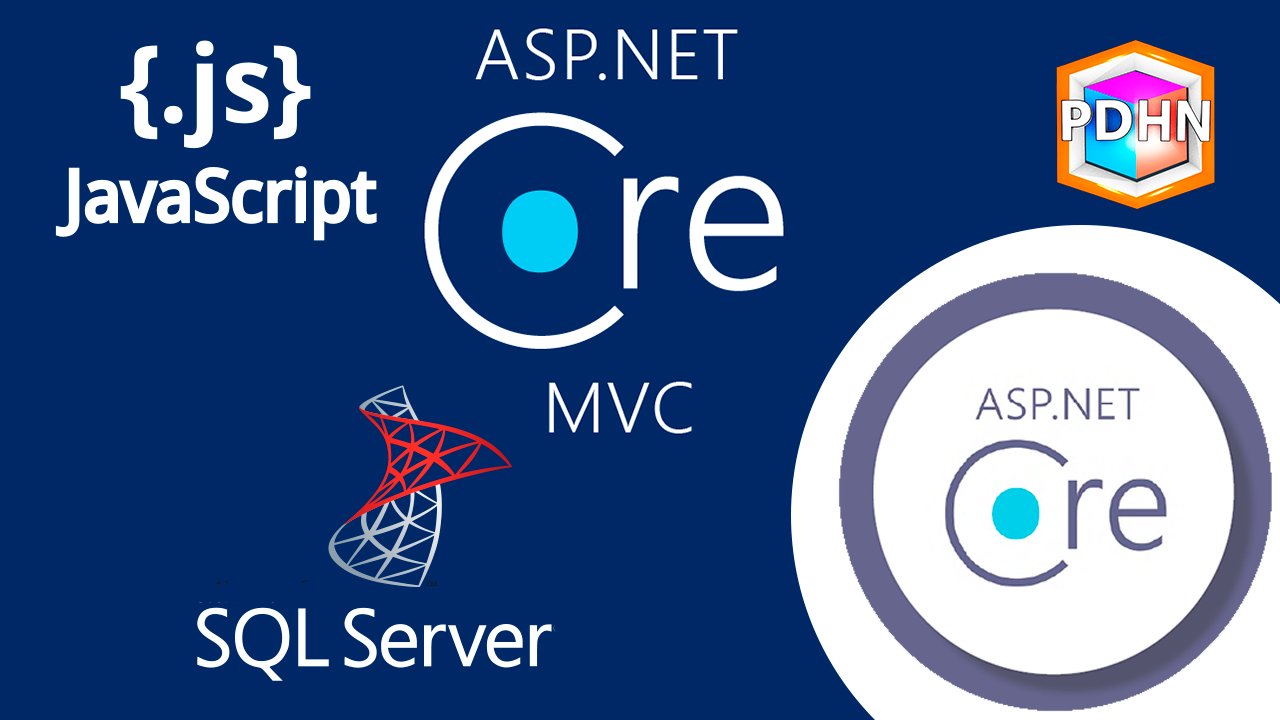 {.js}
JavaScript
ASP.NET
Core
MVC
PDHN
SQL Server
ASP.NET
Core